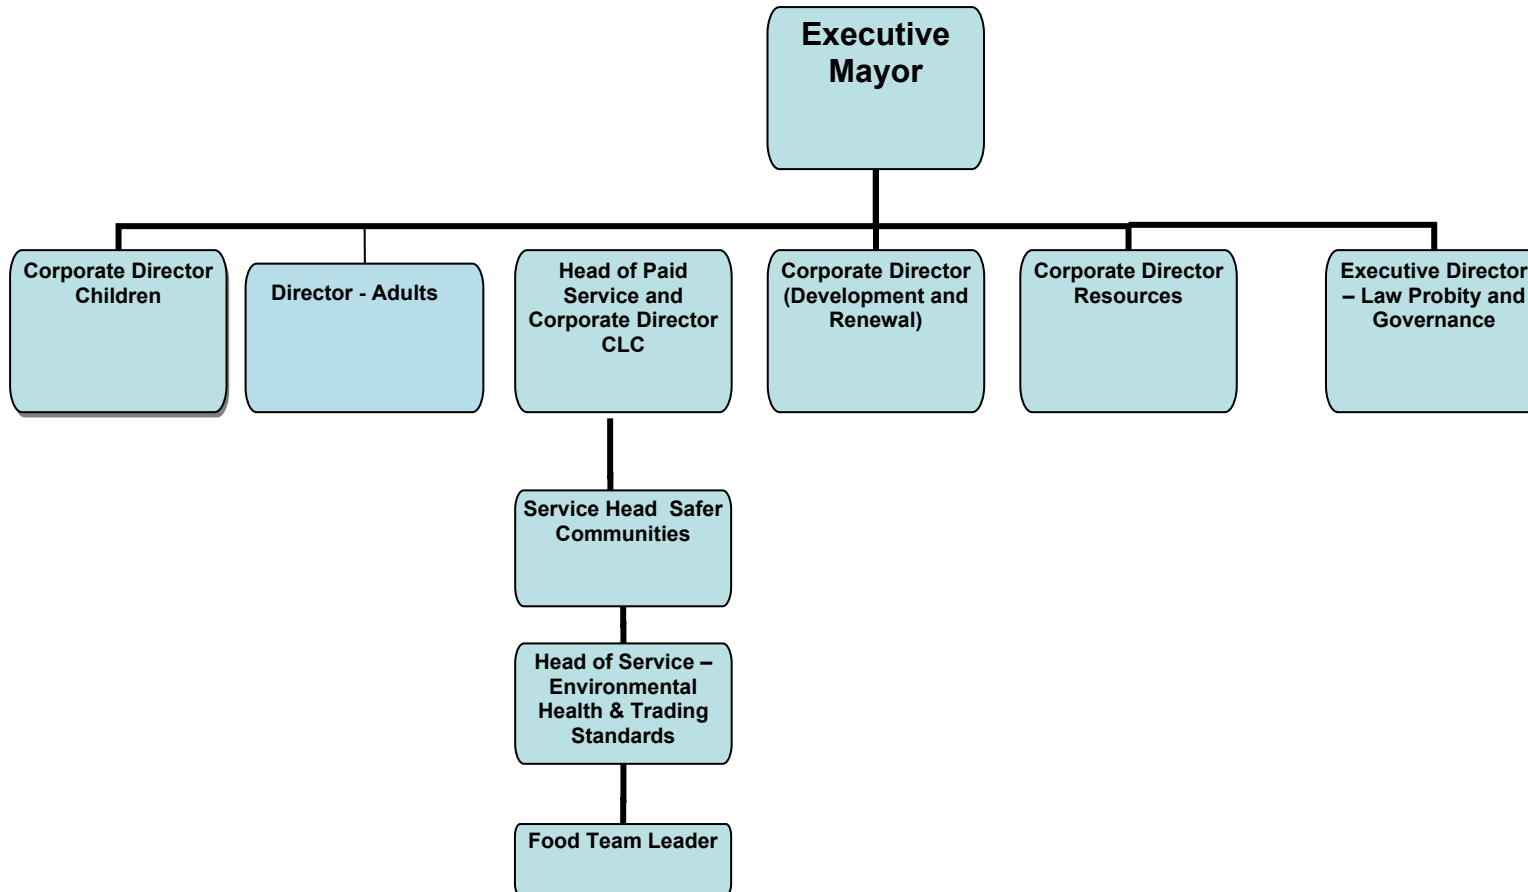 Executive
Mayor
Corporate Director
Children
Director - Adults
Head of Paid
Service and
Corporate Director
CLC
Corporate Director
(Development and
Renewal)
Corporate Director
Resources
Executive Director
– Law Probity and
Governance
Service Head  Safer
Communities
Head of Service –
Environmental
Health & Trading
Standards
Food Team Leader